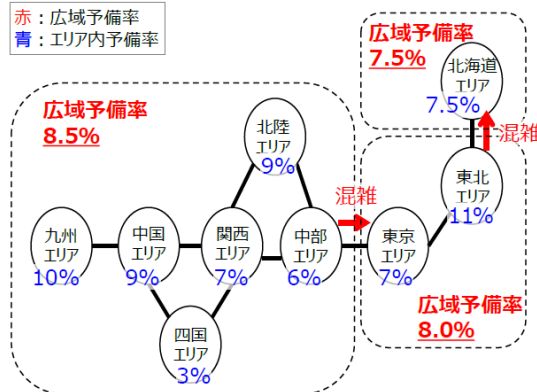 赤：広域予備率
青：エリア内予備率
広域予備率
7.5%
北海道
エリア
7.5%
混雑
広域予備率
8.5%
北陸
エリア
9%
東北
エリア
11%
混雑
九州
エリア
10%
中国
エリア
9%
関西
エリア
7%
中部
エリア
6%
東京
エリア
7%
広域予備率
8.0%
四国
エリア
3%